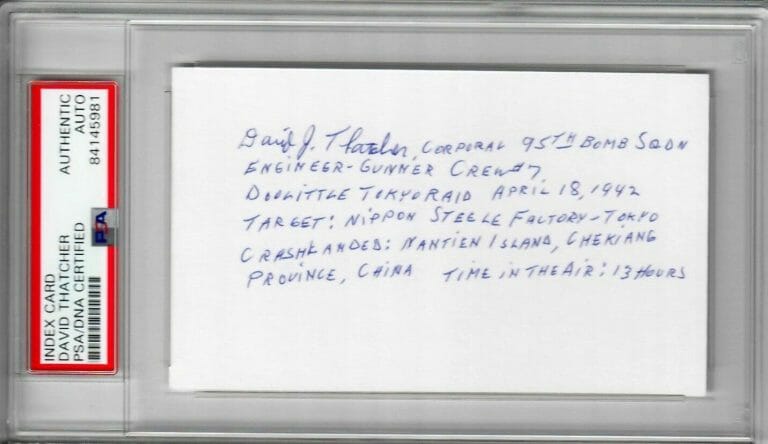 INDEX CARD
DAVID THATCHER
PSA/DNA CERTIFIED
AUTHENTIC
AUTO
84145981
PSA
David J. Thatcher, CORPORAL 95TH BOMB SQDN
ENGINEER-GUNNER CREW #7
DOOLITTLE TOKYO RAID APRIL 18, 1942
TARGET: NIPPON STEELE FACTORY-TOKYO
CRASHLANDED: NANTIEN ISLAND, CHEKIANG
PROVINCE, CHINA TIME IN THE AIR: 13 HOURS